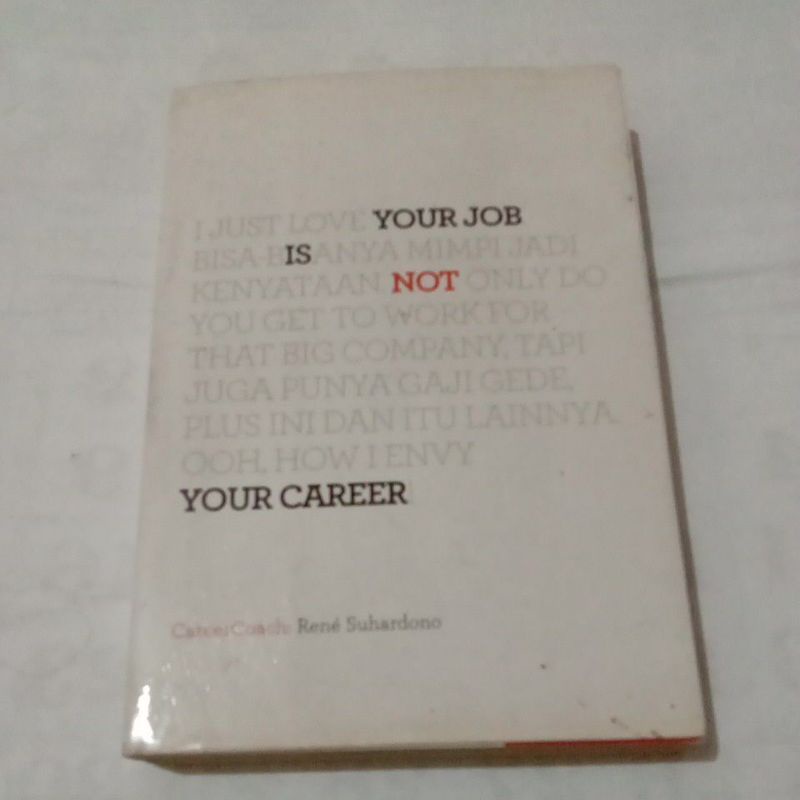 I JUST LOVE YOUR JOB
BISA-BISANYA MIMPI JADI
KENYATAAN. NOT ONLY DO
YOU GET TO WORK FOR
THAT BIG COMPANY, TAPI
JUGA PUNYA GAJI GEDE,
PLUS INI DAN ITU LAINNYA.
OOH, HOW I ENVY
YOUR CAREER
CareerCoach: René Suhardono